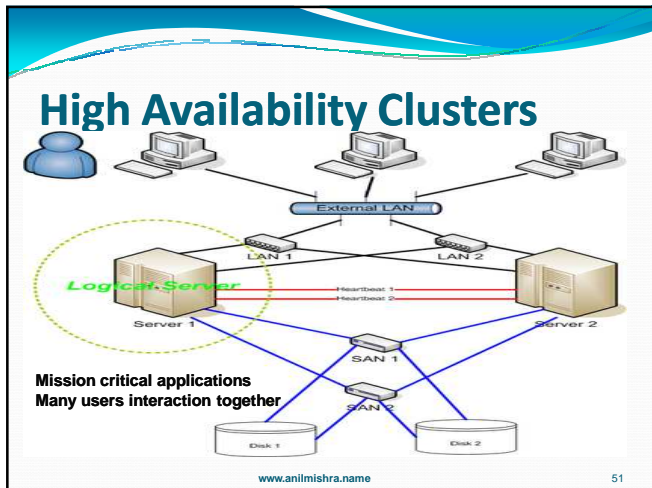 High Availability Clusters
External LAN
LAN 1
LAN 2
Logical Server
Heartbeat 1
Heartbeat 2
Server 1
Server 2
SAN 1
Mission critical applications
Many users interaction together
SAN 2
Disk 1
Disk 2
www.anilmishra.name
51